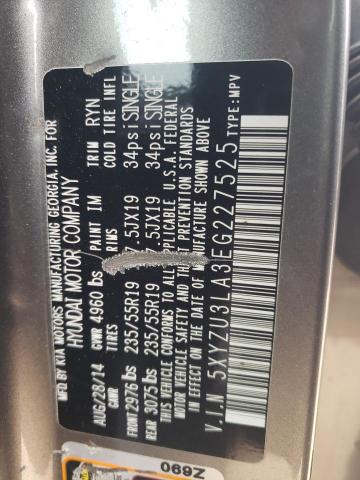 MFD.BY KIA MOTORS MANUFACTURING GEORGIA, INC. FOR
HYUNDAI MOTOR COMPANY
AUG/28/14 GVWR 4960 lbs PAINT IM TRIM RYN
GAWR TIRES RIMS COLD TIRE INFL
FRONT 2976 lbs 235/55R19 7.5JX19 34psi SINGLE
REAR 3075 lbs 235/55R19 7.5JX19 34psi SINGLE
THIS VEHICLE CONFORMS TO ALL APPLICABLE U.S.A. FEDERAL
MOTOR VEHICLE SAFETY AND THEFT PREVENTION STANDARDS
IN EFFECT ON THE DATE OF MANUFACTURE SHOWN ABOVE
V.I.N 5XYZU3LA3EG227525 TYPE:MPV
Z690